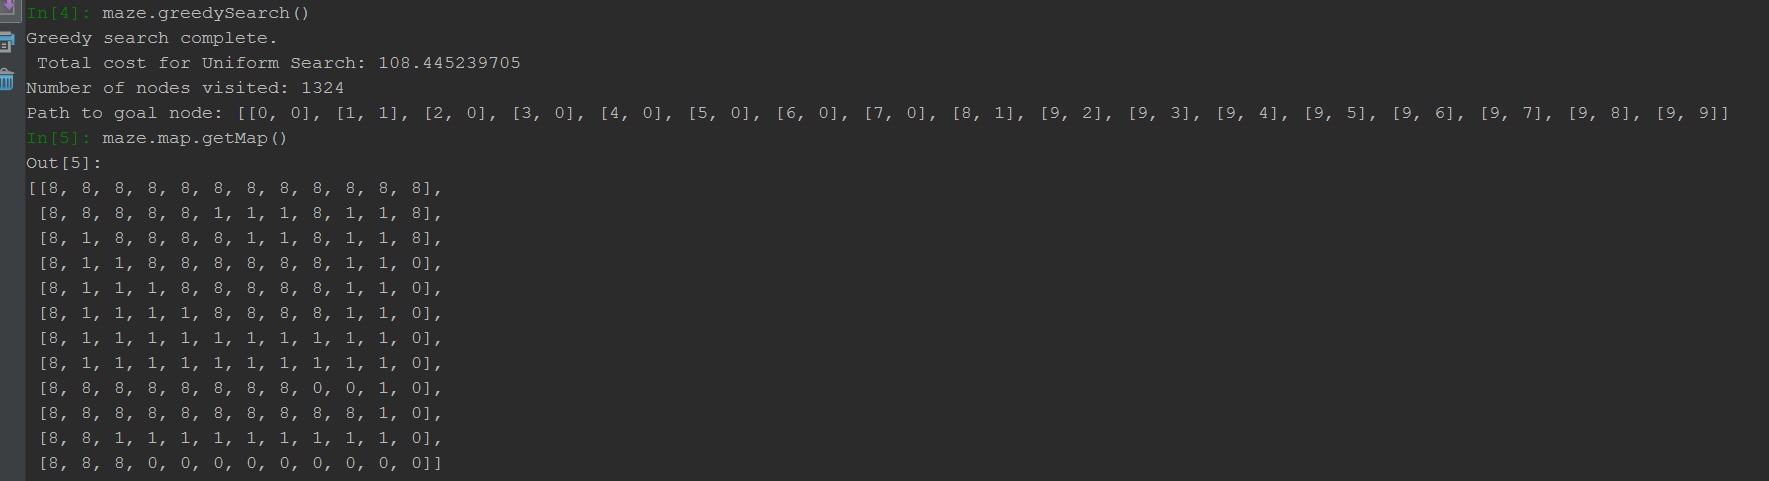 In[4]: maze.greedySearch()
Greedy search complete.
 Total cost for Uniform Search: 108.445239705
Number of nodes visited: 1324
Path to goal node: [[0, 0], [1, 1], [2, 0], [3, 0], [4, 0], [5, 0], [6, 0], [7, 0], [8, 1], [9, 2], [9, 3], [9, 4], [9, 5], [9, 6], [9, 7], [9, 8], [9, 9]]
In[5]: maze.map.getMap()
Out[5]:
[[8, 8, 8, 8, 8, 8, 8, 8, 8, 8, 8, 8],
 [8, 8, 8, 8, 8, 1, 1, 1, 8, 1, 1, 8],
 [8, 1, 8, 8, 8, 8, 1, 1, 8, 1, 1, 8],
 [8, 1, 1, 8, 8, 8, 8, 8, 8, 1, 1, 0],
 [8, 1, 1, 1, 8, 8, 8, 8, 8, 1, 1, 0],
 [8, 1, 1, 1, 1, 8, 8, 8, 8, 1, 1, 0],
 [8, 1, 1, 1, 1, 1, 1, 1, 1, 1, 1, 0],
 [8, 1, 1, 1, 1, 1, 1, 1, 1, 1, 1, 0],
 [8, 8, 8, 8, 8, 8, 8, 8, 0, 0, 1, 0],
 [8, 8, 8, 8, 8, 8, 8, 8, 8, 8, 1, 0],
 [8, 8, 1, 1, 1, 1, 1, 1, 1, 1, 1, 0],
 [8, 8, 8, 0, 0, 0, 0, 0, 0, 0, 0, 0]]